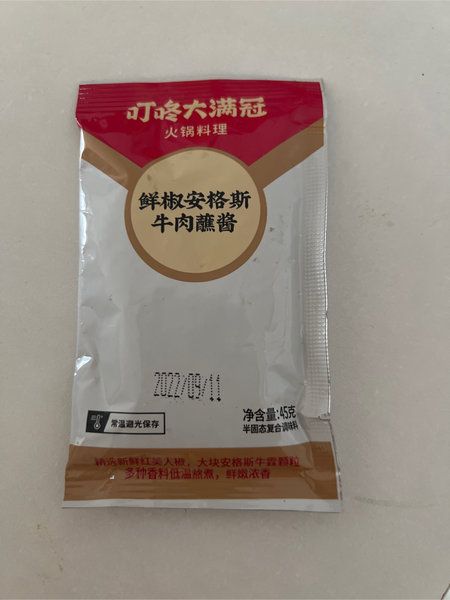 叮咚大满冠
火锅料理
鲜椒安格斯
牛肉蘸酱
2022/09/11
净含量:45克
半固态复合调味料
常温避光保存
精选新鲜红美人椒，大块安格斯牛霖颗粒
多种香料低温熬煮，鲜嫩浓香